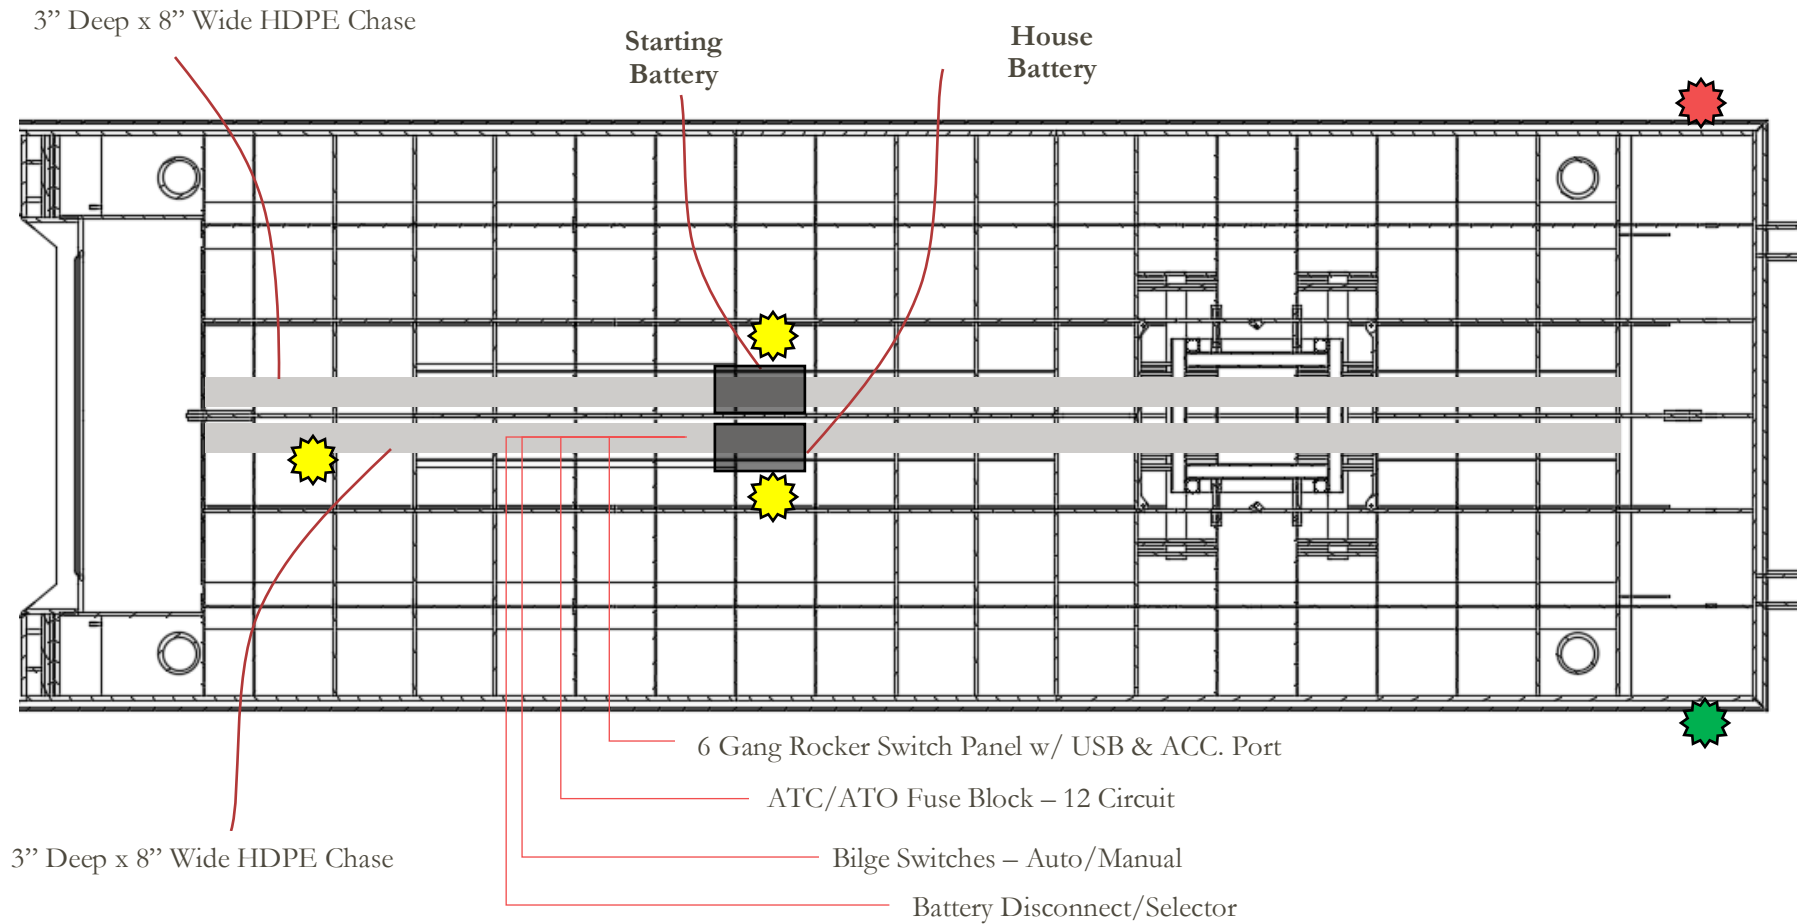 3” Deep x 8” Wide HDPE Chase
Starting
Battery
House
Battery
6 Gang Rocker Switch Panel w/ USB & ACC. Port
ATC/ATO Fuse Block – 12 Circuit
3” Deep x 8” Wide HDPE Chase
Bilge Switches – Auto/Manual
Battery Disconnect/Selector